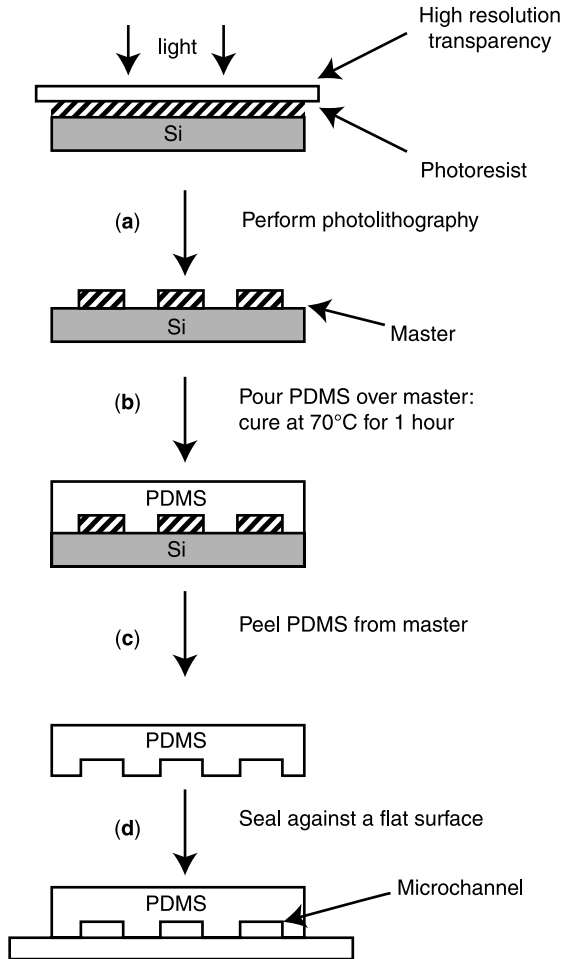 High resolution
transparency
light
Si
Photoresist
(a) Perform photolithography
Si
Master
(b) Pour PDMS over master:
cure at 70°C for 1 hour
PDMS
Si
(c) Peel PDMS from master
PDMS
(d) Seal against a flat surface
Microchannel
PDMS